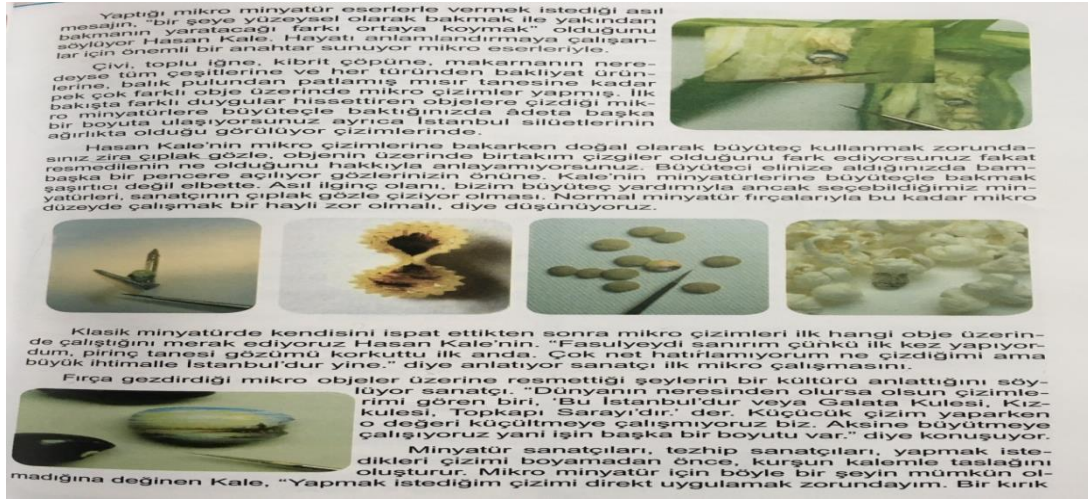 Yaptığı mikro minyatür eserlerle vermek istediği asıl
mesajın, “bir şeye yüzeysel olarak bakmak ile yakından
bakmanın yaratacağı farkı ortaya koymak” olduğunu
söylüyor Hasan Kale. Hayatı anlamlandırmaya çalışan-
lar için önemli bir anahtar sunuyor mikro eserleriyle.
Çivi, toplu iğne, kibrit çöpüne, makarnanın nere-
deyse tüm çeşitlerine ve her türünden bakliyat ürün-
lerine, balık pulundan patlamış mısır tanesine kadar
pek çok farklı obje üzerinde mikro çizimler yapmış. İlk
bakışta farklı duygular hissettiren objelere çizdiği mik-
ro minyatürlere büyüteçle baktığınızda âdeta başka
bir boyuta ulaşıyorsunuz ayrıca İstanbul silüetlerinin
ağırlıkta olduğu görülüyor çizimlerinde.
Hasan Kale’nin mikro çizimlerine bakarken doğal olarak büyüteç kullanmak zorunda-
sınız zira çıplak gözle, objenin üzerinde birtakım çizgiler olduğunu fark ediyorsunuz fakat
resmedilenin ne olduğunu hakkıyla anlayamıyorsunuz. Büyüteci elinize aldığınızda bam
başka bir pencere açılıyor gözlerinizin önüne. Kale’nin minyatürlerine büyüteçle bakmak
şaşırtıcı değil elbette. Asıl ilginç olanı, bizim büyüteç yardımıyla ancak seçebildiğimiz min-
yatürleri, sanatçının çıplak gözle çiziyor olması. Normal minyatür fırçalarıyla bu kadar mikro
düzeyde çalışmak bir hayli zor olmalı, diye düşünüyoruz.
Klasik minyatürde kendisini ispat ettikten sonra mikro çizimleri ilk hangi obje üzerin-
de çalıştığını merak ediyoruz Hasan Kale’nin. “Fasulyeydi sanırım çünkü ilk kez yapıyor-
dum, pirinç tanesi gözümü korkuttu ilk anda. Çok net hatırlamıyorum ne çizdiğimi ama
büyük ihtimalle İstanbul’dur yine.” diye anlatıyor sanatçı ilk mikro çalışmasını.
Fırça gezdirdiği mikro objeler üzerine resmettiği şeylerin bir kültürü anlattığını söy-
lüyor sanatçı. “Dünyanın neresinden olursa olsun çizimle-
rimi gören biri, ‘Bu İstanbul’dur veya Galata Kulesi, Kız-
kulesi, Topkapı Sarayı’dır.’ der. Küçücük çizim yaparken
o değeri küçültmeye çalışmıyoruz biz. Aksine büyütmeye
çalışıyoruz yani işin başka bir boyutu var.” diye konuşuyor.
Minyatür sanatçıları, tezhip sanatçıları, yapmak iste-
dikleri çizimi boyamadan önce, kurşun kalemle taslağını
oluşturur. Mikro minyatür için böyle bir şeyin mümkün ol-
madığına değinen Kale, “Yapmak istediğim çizimi direkt uygulamak zorundayım. Bir kırık